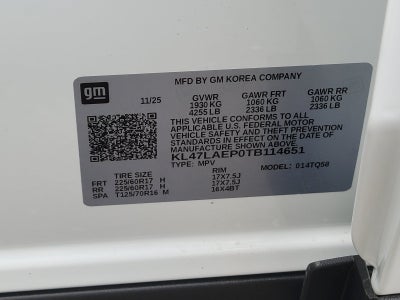 gm
MFD BY GM KOREA COMPANY
11/25 GVWR GAWR FRT GAWR RR
1930 KG 1060 KG 1060 KG
4255 LB 2336 LB 2336 LB
THIS VEHICLE CONFORMS TO ALL
APPLICABLE U.S. FEDERAL MOTOR
VEHICLE SAFETY AND THEFT PREVENTION
STANDARDS IN EFFECT ON THE DATE OF
MANUFACTURE SHOWN ABOVE.
KL47LAEP0TB114651
TYPE: MPV MODEL: 014TQ58
TIRE SIZE RIM
FRT 225/60R17 H 17X7.5J
RR 225/60R17 H 17X7.5J
SPA T125/70R16 M 16X4BT